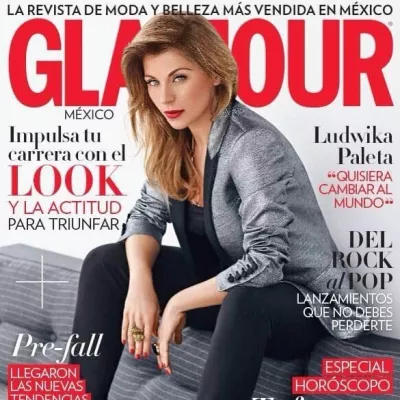 LA REVISTA DE MODA Y BELLEZA MÁS VENDIDA EN MÉXICO
GLAMOUR
MÉXICO
Impulsa tu
carrera con el
LOOK
Y LA ACTITUD
PARA TRIUNFAR
Ludwika
Paleta
“QUISIERA
CAMBIAR AL
MUNDO”
DEL
ROCK
al POP
LANZAMIENTOS
QUE NO DEBES
PERDERTE
Pre-fall
LLEGARON
LAS NUEVAS
TENDENCIAS
ESPECIAL
HORÓSCOPO